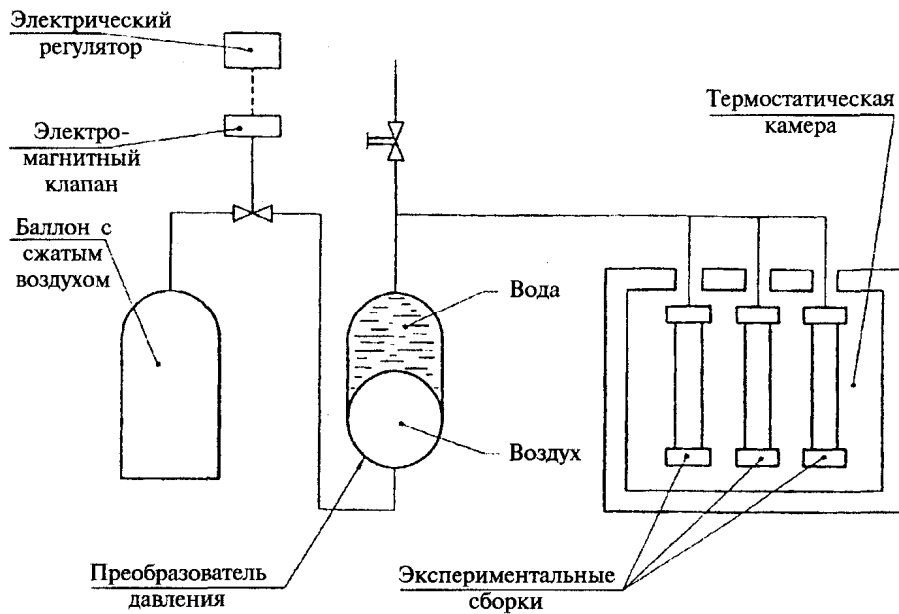 Электрический
регулятор
Электро-
магнитный
клапан
Баллон с
сжатым
воздухом
Термостатическая
камера
Вода
Воздух
Преобразователь
давления
Экспериментальные
сборки